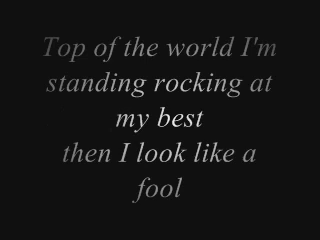 Top of the world I'm
standing rocking at
my best
then I look like a
fool